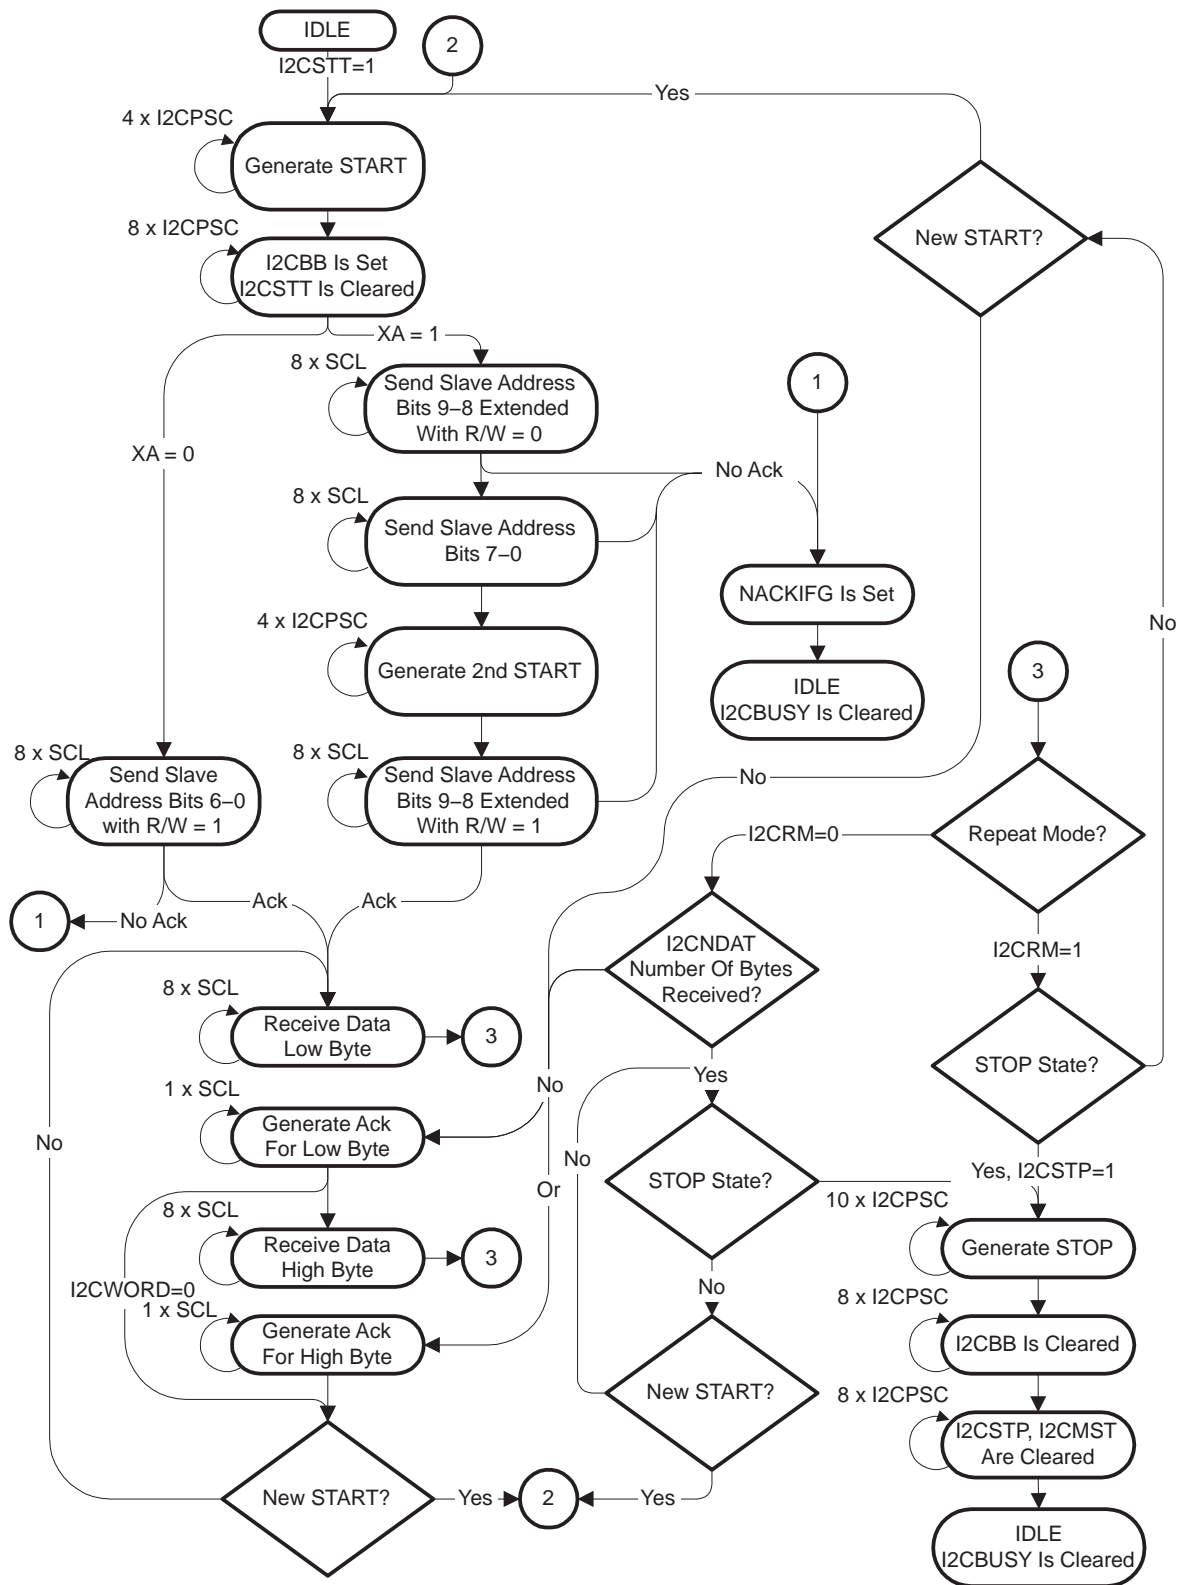 IDLE
2
I2CSTT=1
Yes
4 x I2CPSC
Generate START
8 x I2CPSC
New START?
I2CBB Is Set
I2CSTT Is Cleared
XA = 1
8 x SCL
Send Slave Address
Bits 9–8 Extended
With R/W = 0
1
XA = 0
No Ack
8 x SCL
Send Slave Address
Bits 7–0
NACKIFG Is Set
No
4 x I2CPSC
Generate 2nd START
IDLE
I2CBUSY Is Cleared
3
8 x SCL
Send Slave
Address Bits 6–0
with R/W = 1
8 x SCL
Send Slave Address
Bits 9–8 Extended
With R/W = 1
No
I2CRM=0
Repeat Mode?
Ack
Ack
1
No Ack
I2CNDAT
Number Of Bytes
Received?
I2CRM=1
8 x SCL
Receive Data
Low Byte
3
STOP State?
Yes
No
1 x SCL
Generate Ack
For Low Byte
No
No
STOP State?
Yes, I2CSTP=1
Or
10 x I2CPSC
8 x SCL
Receive Data
High Byte
3
Generate STOP
I2CWORD=0
No
8 x I2CPSC
1 x SCL
Generate Ack
For High Byte
I2CBB Is Cleared
New START?
8 x I2CPSC
I2CSTP, I2CMST
Are Cleared
New START?
Yes
2
Yes
IDLE
I2CBUSY Is Cleared